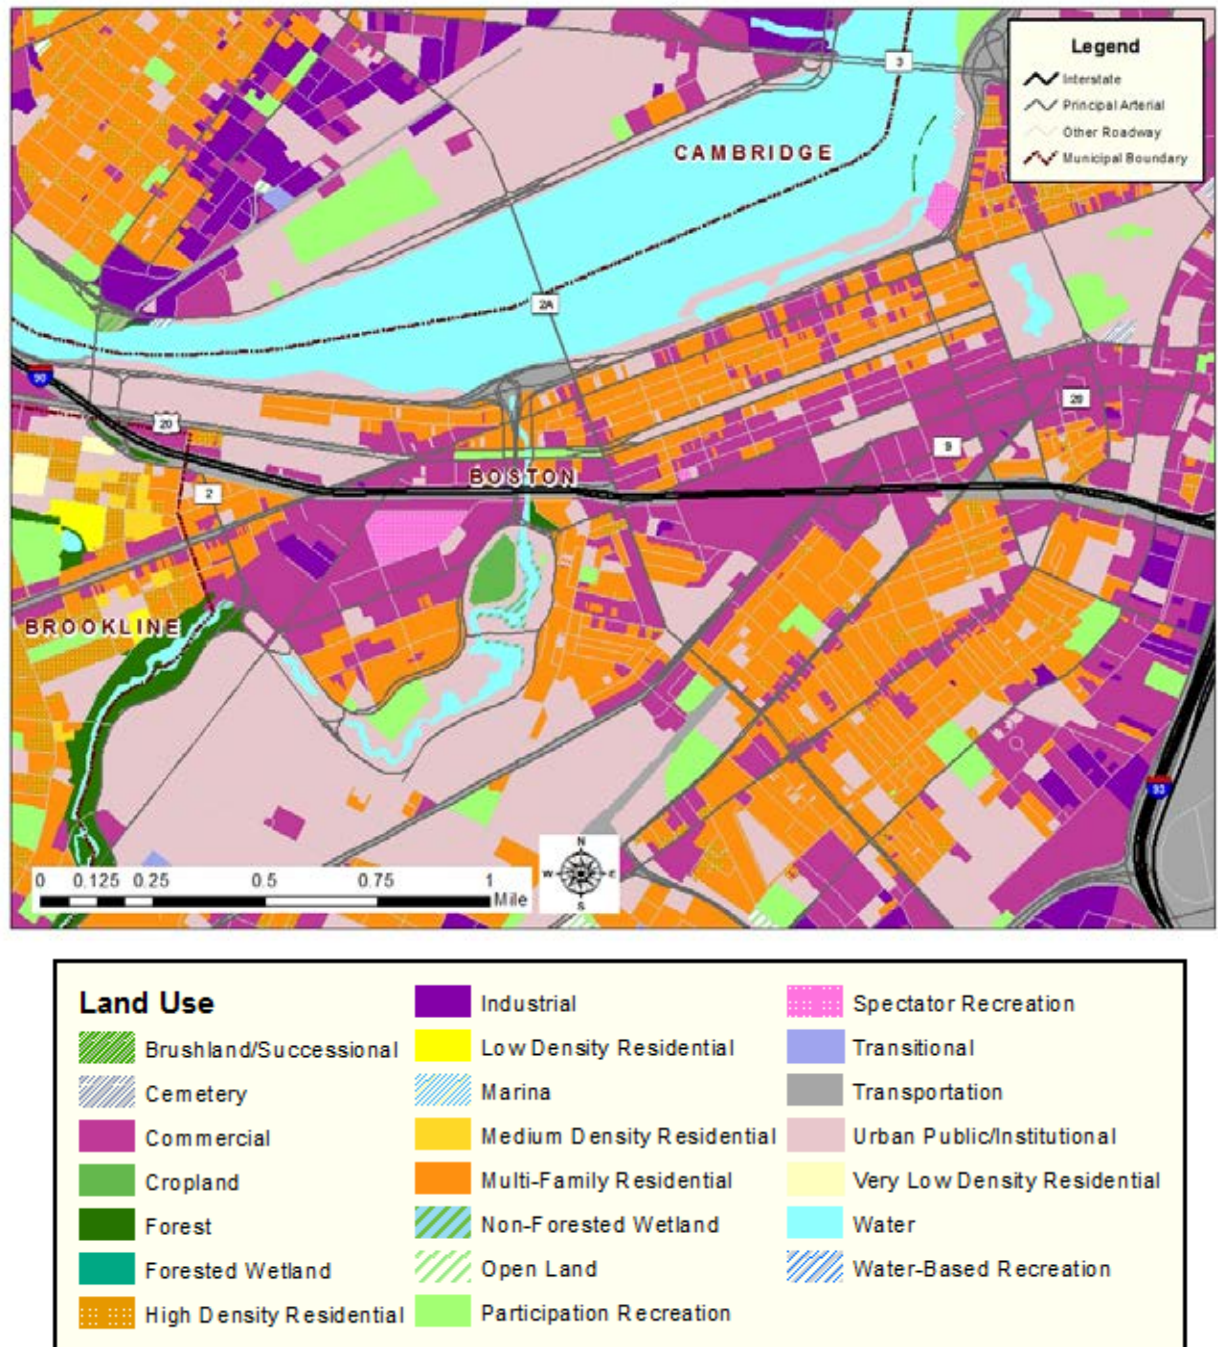 Legend
Interstate
Principal Arterial
Other Roadway
Municipal Boundary
3
CAMBRIDGE
2A
90
20
28
9
BOSTON
2
BROOKLINE
93
N
W E
S
0 0.125 0.25 0.5 0.75 1
Mile
Land Use
Brushland/Successional
Cemetery
Commercial
Cropland
Forest
Forested Wetland
High Density Residential
Industrial
Low Density Residential
Marina
Medium Density Residential
Multi-Family Residential
Non-Forested Wetland
Open Land
Participation Recreation
Spectator Recreation
Transitional
Transportation
Urban Public/Institutional
Very Low Density Residential
Water
Water-Based Recreation